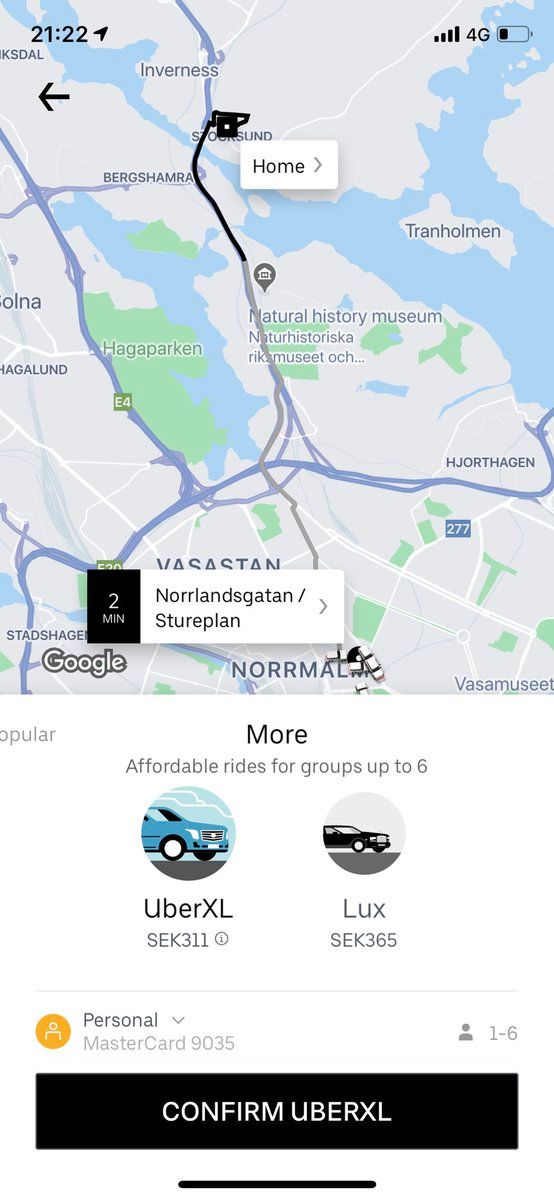 21:22
4G
Inverness
STOCKSUND
Home
BERGSHAMRA
Tranholmen
Solna
Natural history museum
Naturhistoriska
riksmuseet och...
Hagaparken
HAGALUND
E4
HJORTHAGEN
277
E20
VASASTAN
2
MIN
Norrlandsgatan /
Stureplan
STADSHAGEN
Google
NORRMALM
Vasamuseet
opular
More
Affordable rides for groups up to 6
UberXL
Lux
SEK311
SEK365
Personal
MasterCard 9035
1-6
CONFIRM UBERXL